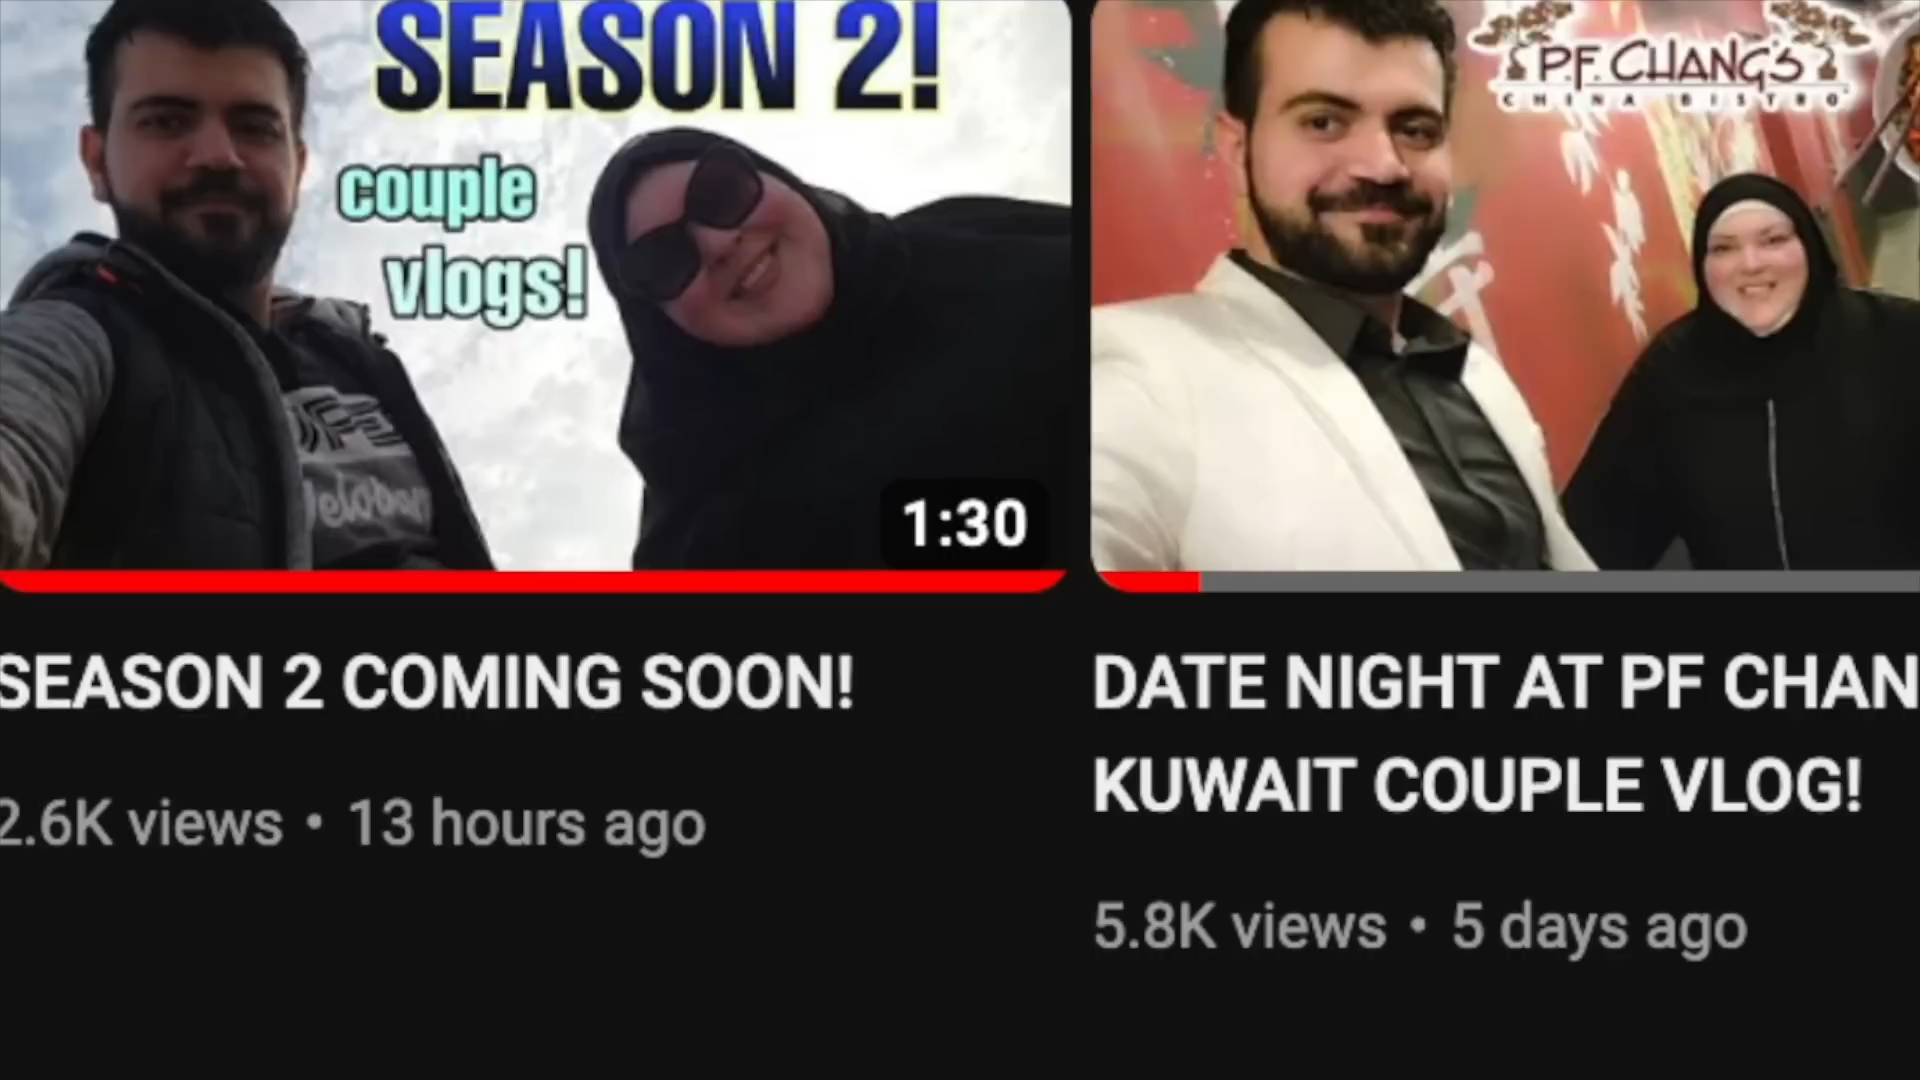 SEASON 2!
couple
vlogs!
1:30
SEASON 2 COMING SOON!
2.6K views • 13 hours ago
P.F. CHANG'S
CHINA BISTRO
DATE NIGHT AT PF CHAN
KUWAIT COUPLE VLOG!
5.8K views • 5 days ago